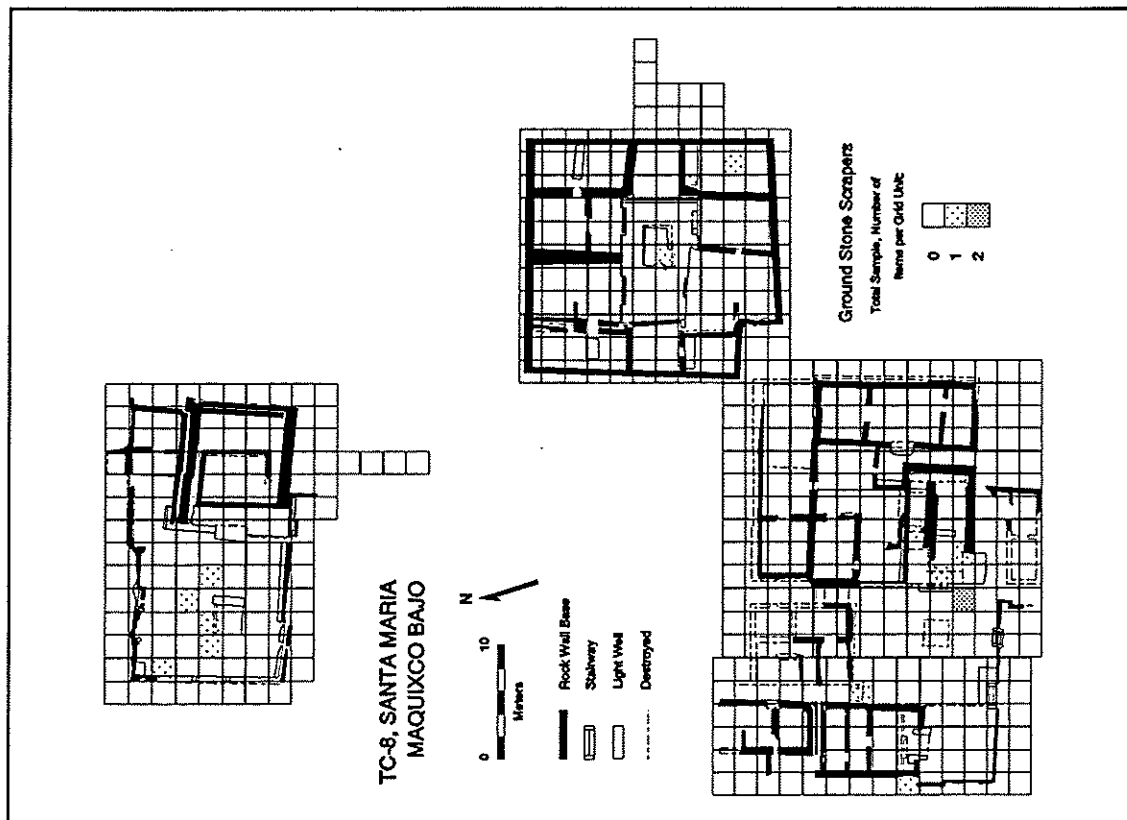 Ground Stone Scrapers
Total Sample, Number of
Items per Grid Unit:
0
1
2
TC-8, SANTA MARIA
MAQUIXCO BAJO
N
0
10
Meters
Rock Wall Base
Stairway
Light Well
Destroyed